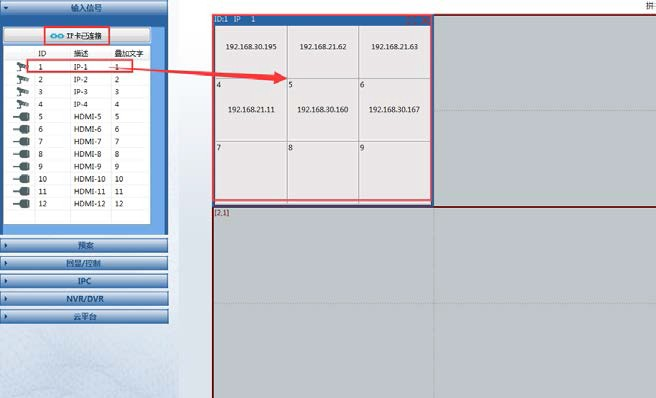 输入信号
IP卡已连接
ID 描述 叠加文字
1 IP-1 1
2 IP-2 2
3 IP-3 3
4 IP-4 4
5 HDMI-5 5
6 HDMI-6 6
7 HDMI-7 7
8 HDMI-8 8
9 HDMI-9 9
10 HDMI-10 10
11 HDMI-11 11
12 HDMI-12 12
预案
回显/控制
IPC
NVR/DVR
云平台
拼
ID:1 IP 1
192.168.30.195 192.168.21.62 192.168.21.63
4 5 6
192.168.21.11 192.168.30.160 192.168.30.167
7 8 9
[2,1]